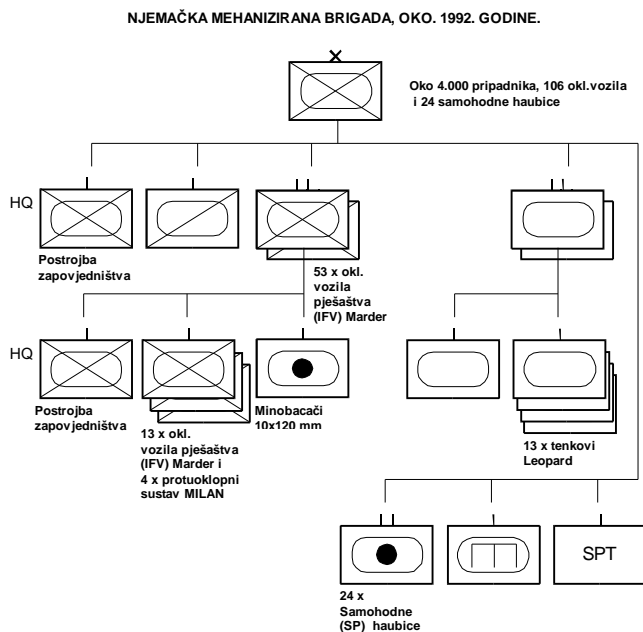 NJEMAČKA MEHANIZIRANA BRIGADA, OKO. 1992. GODINE.
Oko 4.000 pripadnika, 106 okl.vozila
i 24 samohodne haubice
HQ
Postrojba
zapovjedništva
53 x okl.
vozila
pješaštva
(IFV) Marder
HQ
Postrojba
zapovjedništva
13 x okl.
vozila pješaštva
(IFV) Marder i
4 x protuoklopni
sustav MILAN
Minobacači
10x120 mm
13 x tenkovi
Leopard
24 x
Samohodne
(SP) haubice
SPT